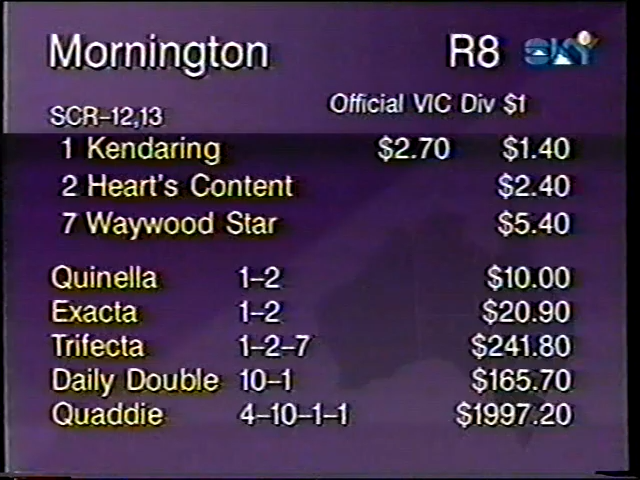 Mornington R8 SKY
Official VIC Div $1
SCR-12,13
1 Kendaring $2.70 $1.40
2 Heart's Content $2.40
7 Waywood Star $5.40
Quinella 1-2 $10.00
Exacta 1-2 $20.90
Trifecta 1-2-7 $241.80
Daily Double 10-1 $165.70
Quaddie 4-10-1-1 $1997.20